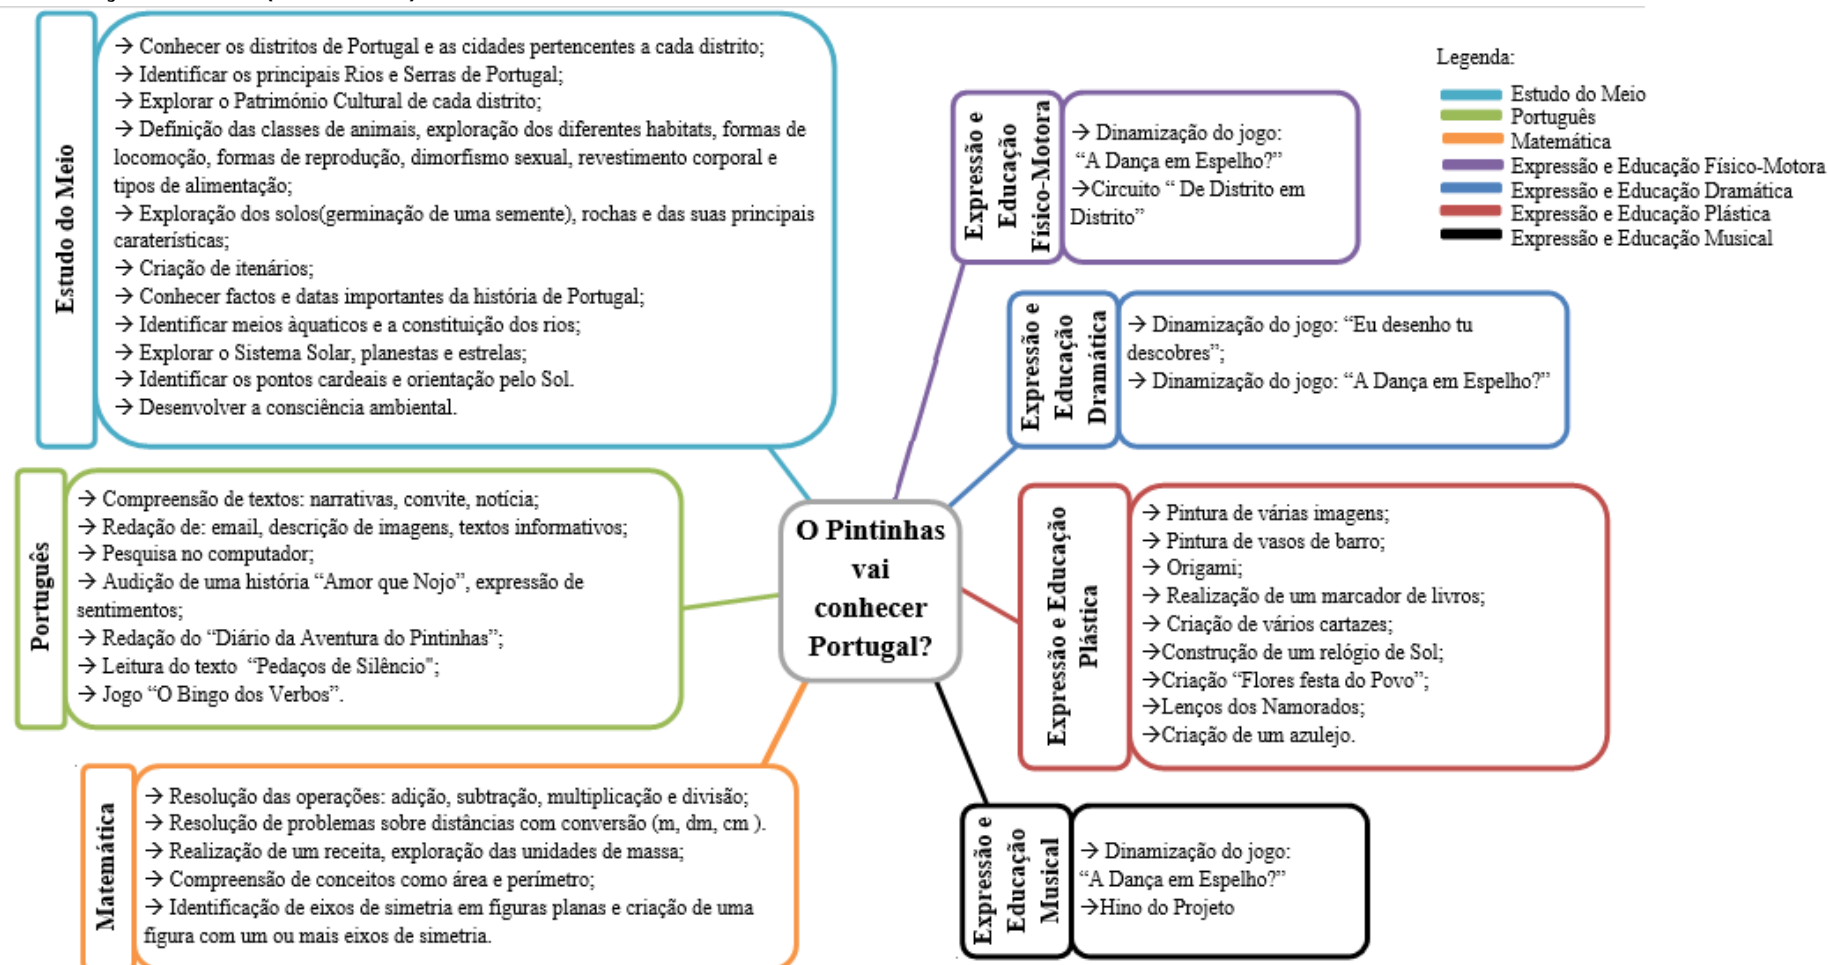 Estudo do Meio
→ Conhecer os distritos de Portugal e as cidades pertencentes a cada distrito;
→ Identificar os principais Rios e Serras de Portugal;
→ Explorar o Património Cultural de cada distrito;
→ Definição das classes de animais, exploração dos diferentes habitats, formas de
locomoção, formas de reprodução, dimorfismo sexual, revestimento corporal e
tipos de alimentação;
→ Exploração dos solos(germinação de uma semente), rochas e das suas principais
caraterísticas;
→ Criação de itenários;
→ Conhecer factos e datas importantes da história de Portugal;
→ Identificar meios àquaticos e a constituição dos rios;
→ Explorar o Sistema Solar, planestas e estrelas;
→ Identificar os pontos cardeais e orientação pelo Sol.
→ Desenvolver a consciência ambiental.
Português
→ Compreensão de textos: narrativas, convite, notícia;
→ Redação de: email, descrição de imagens, textos informativos;
→ Pesquisa no computador;
→ Audição de uma história “Amor que Nojo”, expressão de
sentimentos;
→ Redação do “Diário da Aventura do Pintinhas”;
→ Leitura do texto “Pedaços de Silêncio";
→ Jogo “O Bingo dos Verbos”.
Matemática
→ Resolução das operações: adição, subtração, multiplicação e divisão;
→ Resolução de problemas sobre distâncias com conversão (m, dm, cm ).
→ Realização de um receita, exploração das unidades de massa;
→ Compreensão de conceitos como área e perímetro;
→ Identificação de eixos de simetria em figuras planas e criação de uma
figura com um ou mais eixos de simetria.
O Pintinhas
vai
conhecer
Portugal?
Expressão e
Educação
Físico-Motora
→ Dinamização do jogo:
“A Dança em Espelho?”
→Circuito “ De Distrito em
Distrito”
Expressão e
Educação
Dramática
→ Dinamização do jogo: “Eu desenho tu
descobres”;
→ Dinamização do jogo: “A Dança em Espelho?”
Expressão e Educação
Plástica
→ Pintura de várias imagens;
→ Pintura de vasos de barro;
→ Origami;
→ Realização de um marcador de livros;
→ Criação de vários cartazes;
→Construção de um relógio de Sol;
→Criação “Flores festa do Povo”;
→Lenços dos Namorados;
→Criação de um azulejo.
Expressão e
Educação
Musical
→ Dinamização do jogo:
“A Dança em Espelho?”
→Hino do Projeto
Legenda:
Estudo do Meio
Português
Matemática
Expressão e Educação Físico-Motora
Expressão e Educação Dramática
Expressão e Educação Plástica
Expressão e Educação Musical